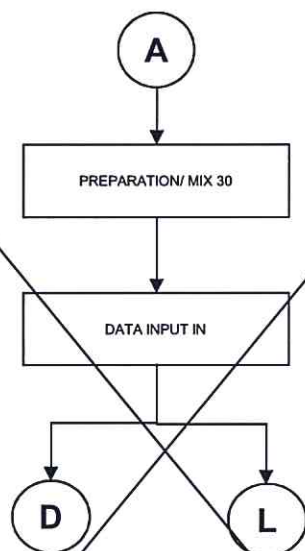 A
PREPARATION/ MIX 30
DATA INPUT IN
D L